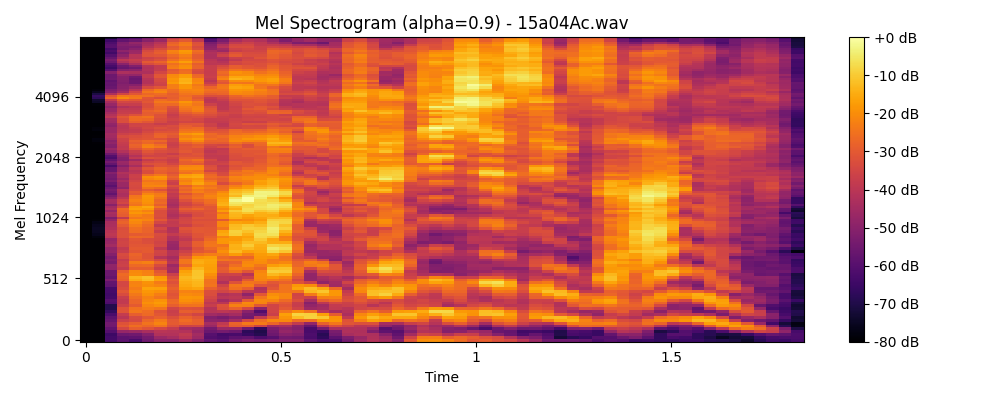 Mel Spectrogram (alpha=0.9) - 15a04Ac.wav
Mel Frequency
4096
2048
1024
512
0
0
0.5
1
1.5
Time
+0 dB
-10 dB
-20 dB
-30 dB
-40 dB
-50 dB
-60 dB
-70 dB
-80 dB